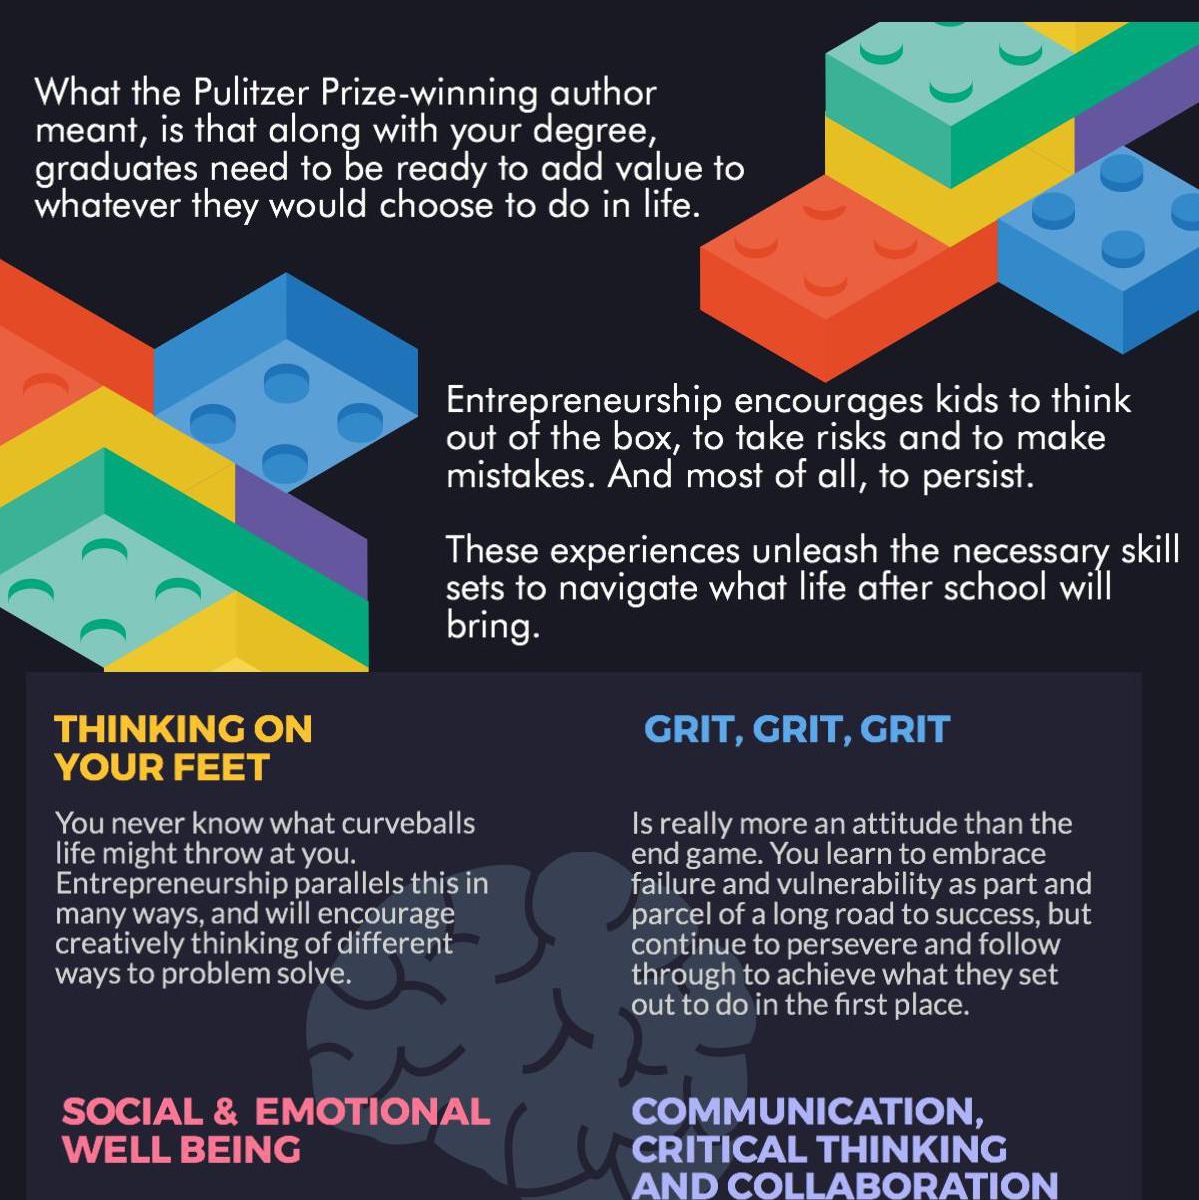 What the Pulitzer Prize-winning author
meant, is that along with your degree,
graduates need to be ready to add value to
whatever they would choose to do in life.
Entrepreneurship encourages kids to think
out of the box, to take risks and to make
mistakes. And most of all, to persist.
These experiences unleash the necessary skill
sets to navigate what life after school will
bring.
THINKING ON
YOUR FEET
You never know what curveballs
life might throw at you.
Entrepreneurship parallels this in
many ways, and will encourage
creatively thinking of different
ways to problem solve.
GRIT, GRIT, GRIT
Is really more an attitude than the
end game. You learn to embrace
failure and vulnerability as part and
parcel of a long road to success, but
continue to persevere and follow
through to achieve what they set
out to do in the first place.
SOCIAL & EMOTIONAL
WELL BEING
COMMUNICATION,
CRITICAL THINKING
AND COLLABORATION